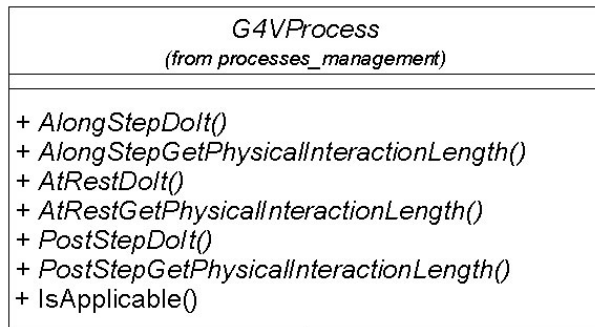 G4VProcess
(from processes_management)
+ AlongStepDoIt()
+ AlongStepGetPhysicalInteractionLength()
+ AtRestDoIt()
+ AtRestGetPhysicalInteractionLength()
+ PostStepDoIt()
+ PostStepGetPhysicalInteractionLength()
+ IsApplicable()